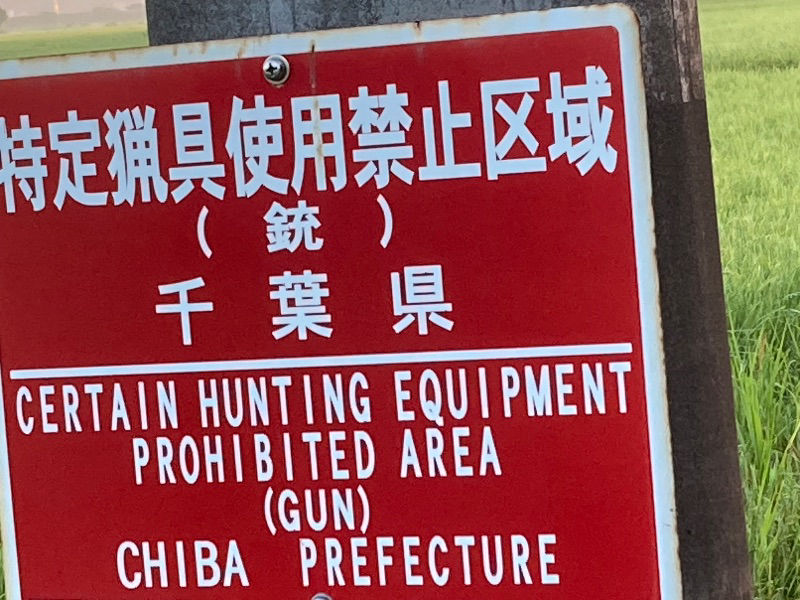 特定猟具使用禁止区域
(銃)
千葉県
CERTAIN HUNTING EQUIPMENT
PROHIBITED AREA
(GUN)
CHIBA PREFECTURE